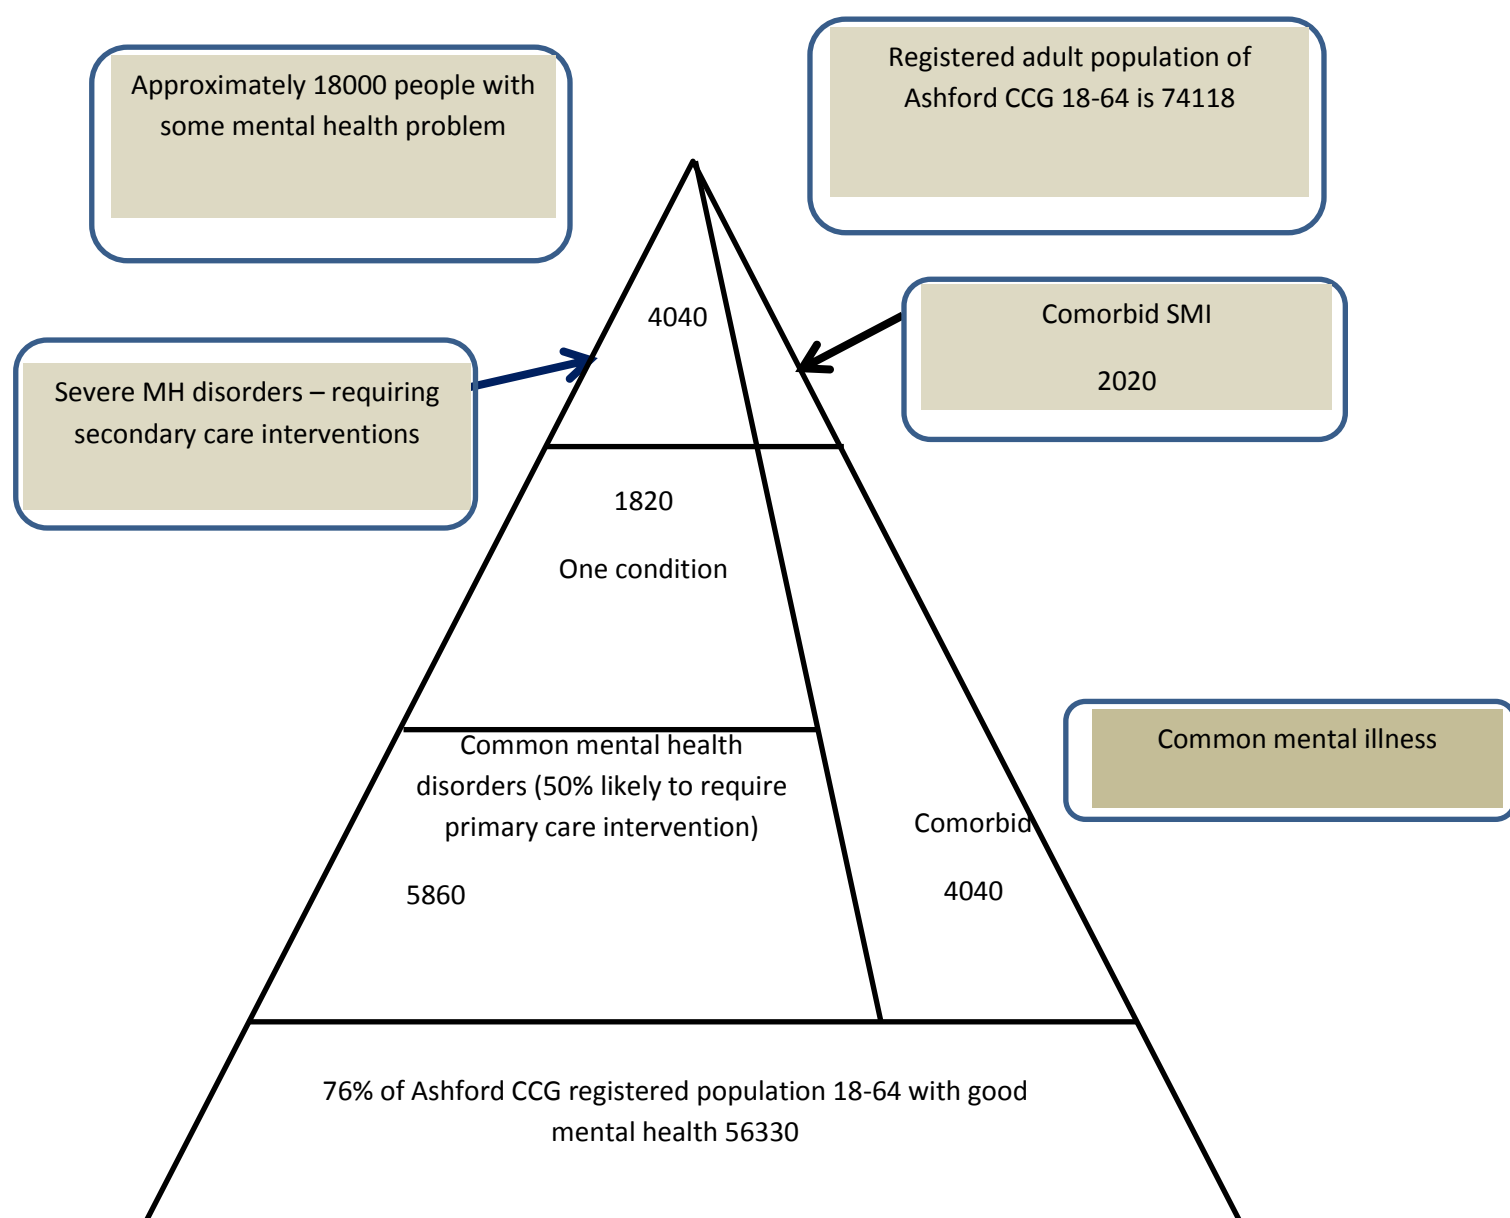 Approximately 18000 people with
some mental health problem
Registered adult population of
Ashford CCG 18-64 is 74118
4040
Comorbid SMI
2020
Severe MH disorders – requiring
secondary care interventions
1820
One condition
Common mental illness
Common mental health
disorders (50% likely to require
primary care intervention)
5860
Comorbid
4040
76% of Ashford CCG registered population 18-64 with good
mental health 56330